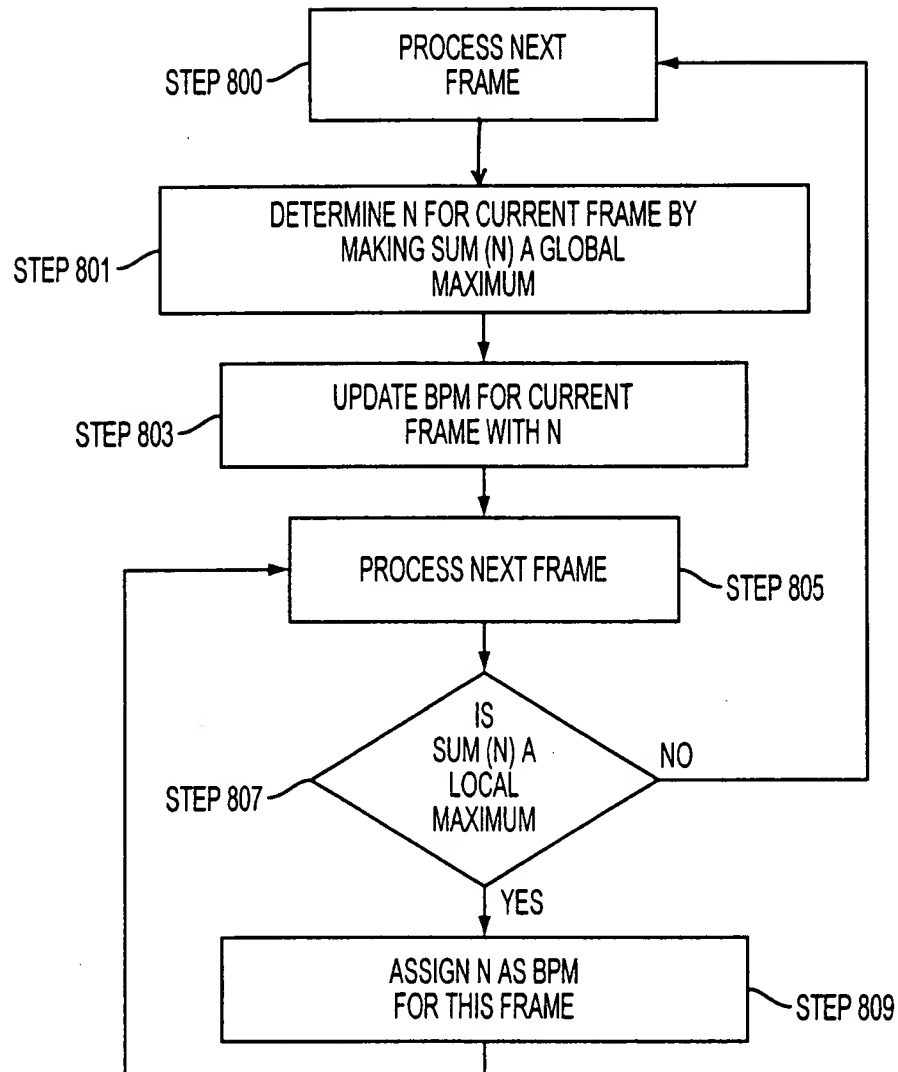 PROCESS NEXT
FRAME
STEP 800
DETERMINE N FOR CURRENT FRAME BY
MAKING SUM (N) A GLOBAL
MAXIMUM
STEP 801
UPDATE BPM FOR CURRENT
FRAME WITH N
STEP 803
PROCESS NEXT FRAME
STEP 805
IS
SUM (N) A
LOCAL
MAXIMUM
NO
STEP 807
YES
ASSIGN N AS BPM
FOR THIS FRAME
STEP 809